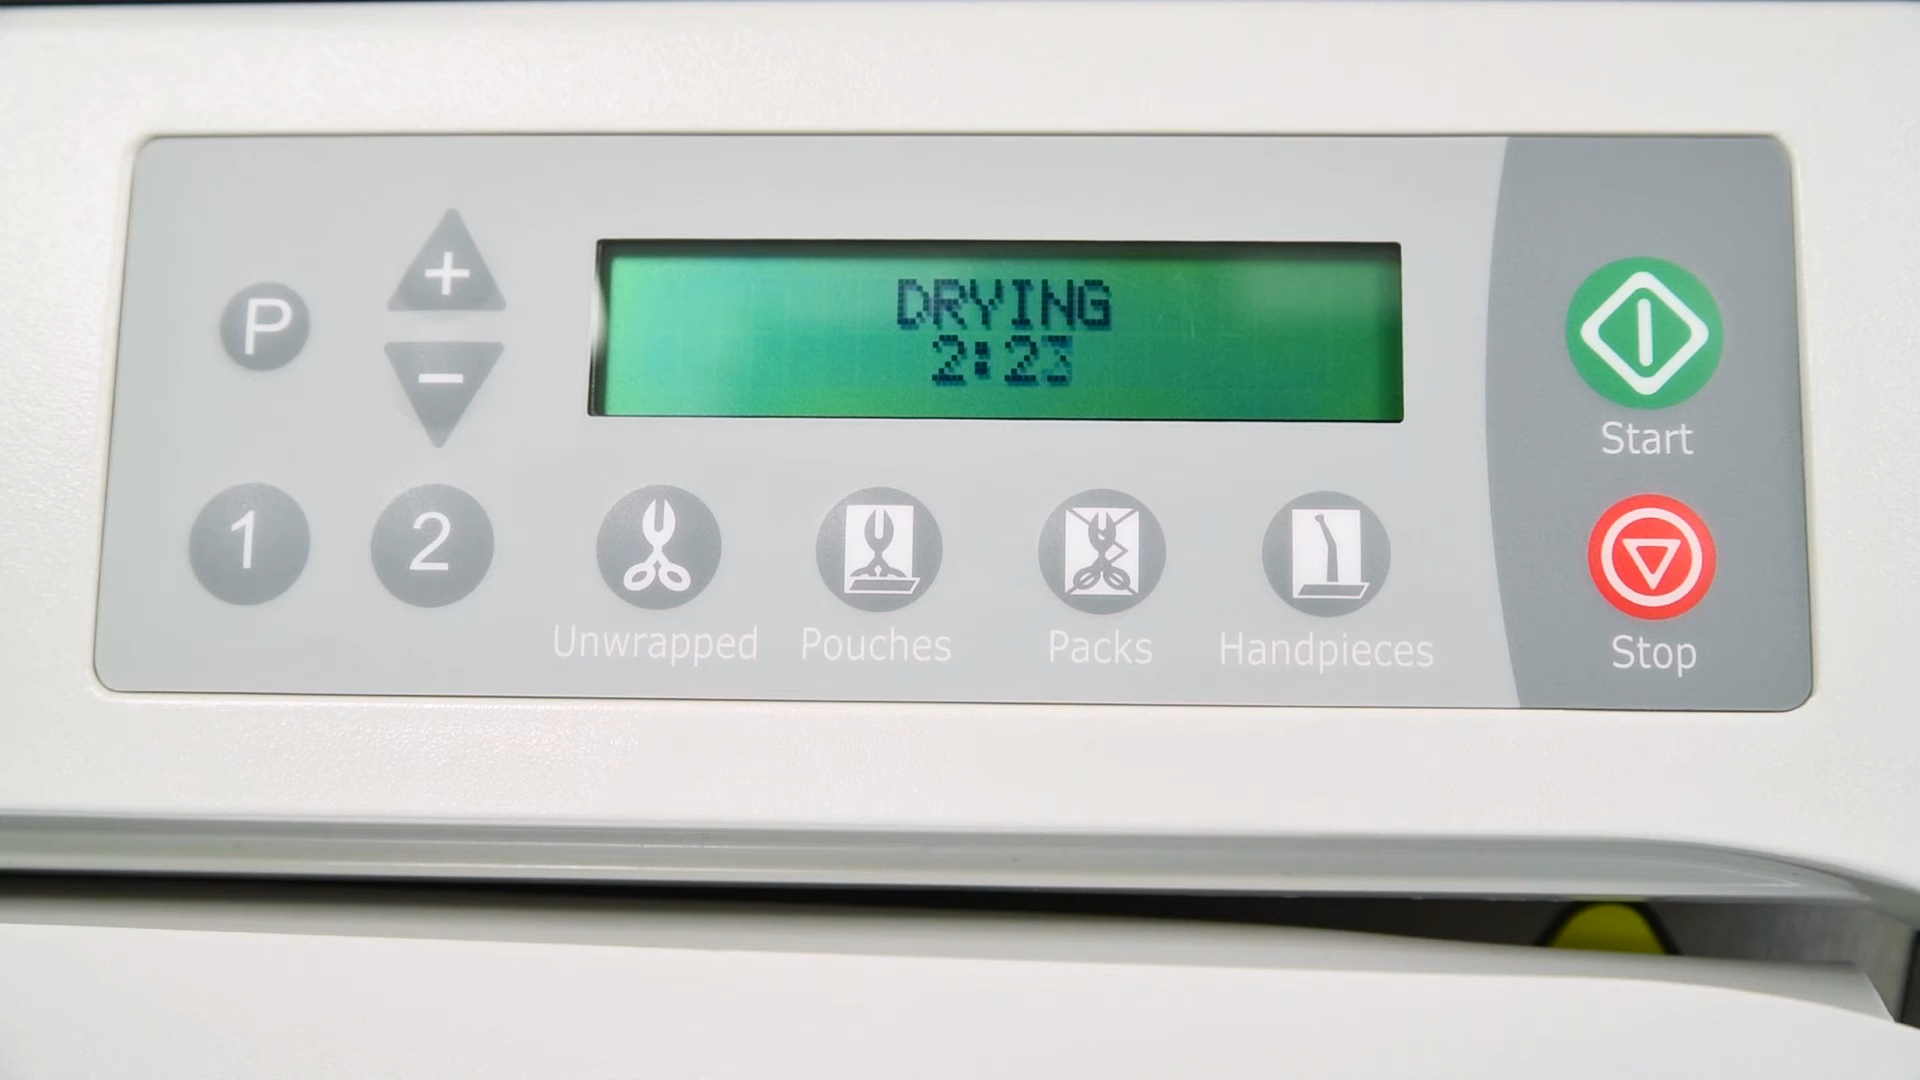 P
+
-
DRYING
2:23
Start
1
2
Unwrapped
Pouches
Packs
Handpieces
Stop